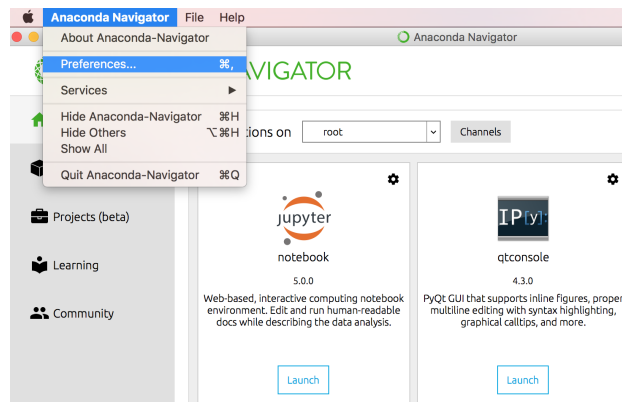 Anaconda Navigator File Help
Anaconda Navigator
About Anaconda-Navigator
Preferences... ⌘,
Services ▶
Hide Anaconda-Navigator ⌘H
Hide Others ⌥⌘H
Show All
Quit Anaconda-Navigator ⌘Q
NAVIGATOR
ions on root Channels
Projects (beta)
Learning
Community
jupyter
notebook
5.0.0
Web-based, interactive computing notebook
environment. Edit and run human-readable
docs while describing the data analysis.
Launch
IP[y]:
qtconsole
4.3.0
PyQt GUI that supports inline figures, proper
multiline editing with syntax highlighting,
graphical calltips, and more.
Launch